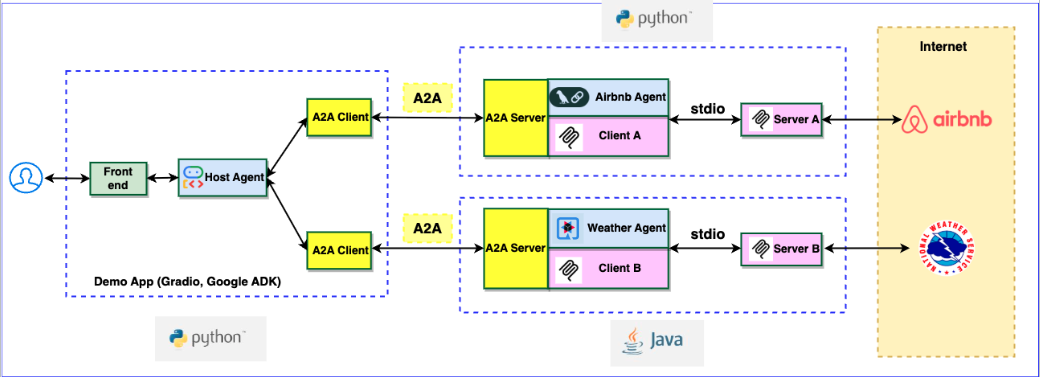 python™
Internet
A2A
A2A Client
A2A Server
Airbnb Agent
Client A
stdio
Server A
airbnb
Front
end
Host Agent
A2A
A2A Client
A2A Server
Weather Agent
Client B
stdio
Server B
NATIONAL WEATHER SERVICE
Demo App (Gradio, Google ADK)
python™
Java